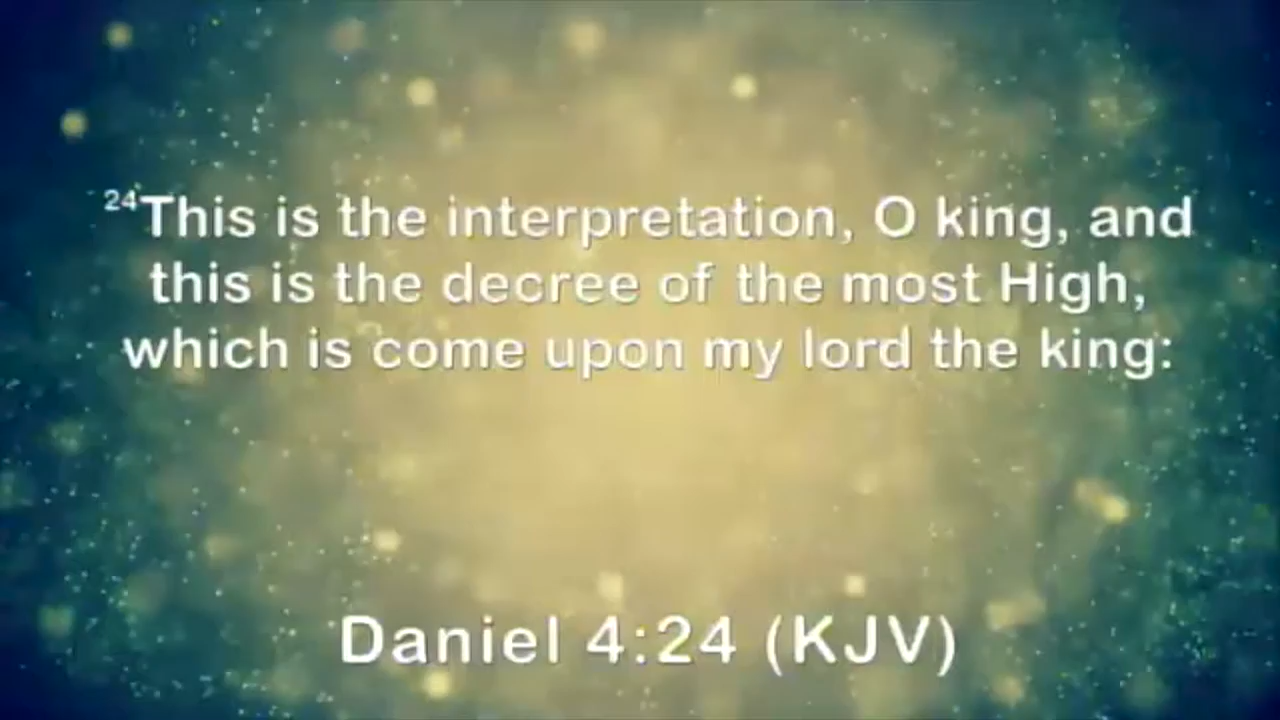 24This is the interpretation, O king, and
this is the decree of the most High,
which is come upon my lord the king:
Daniel 4:24 (KJV)